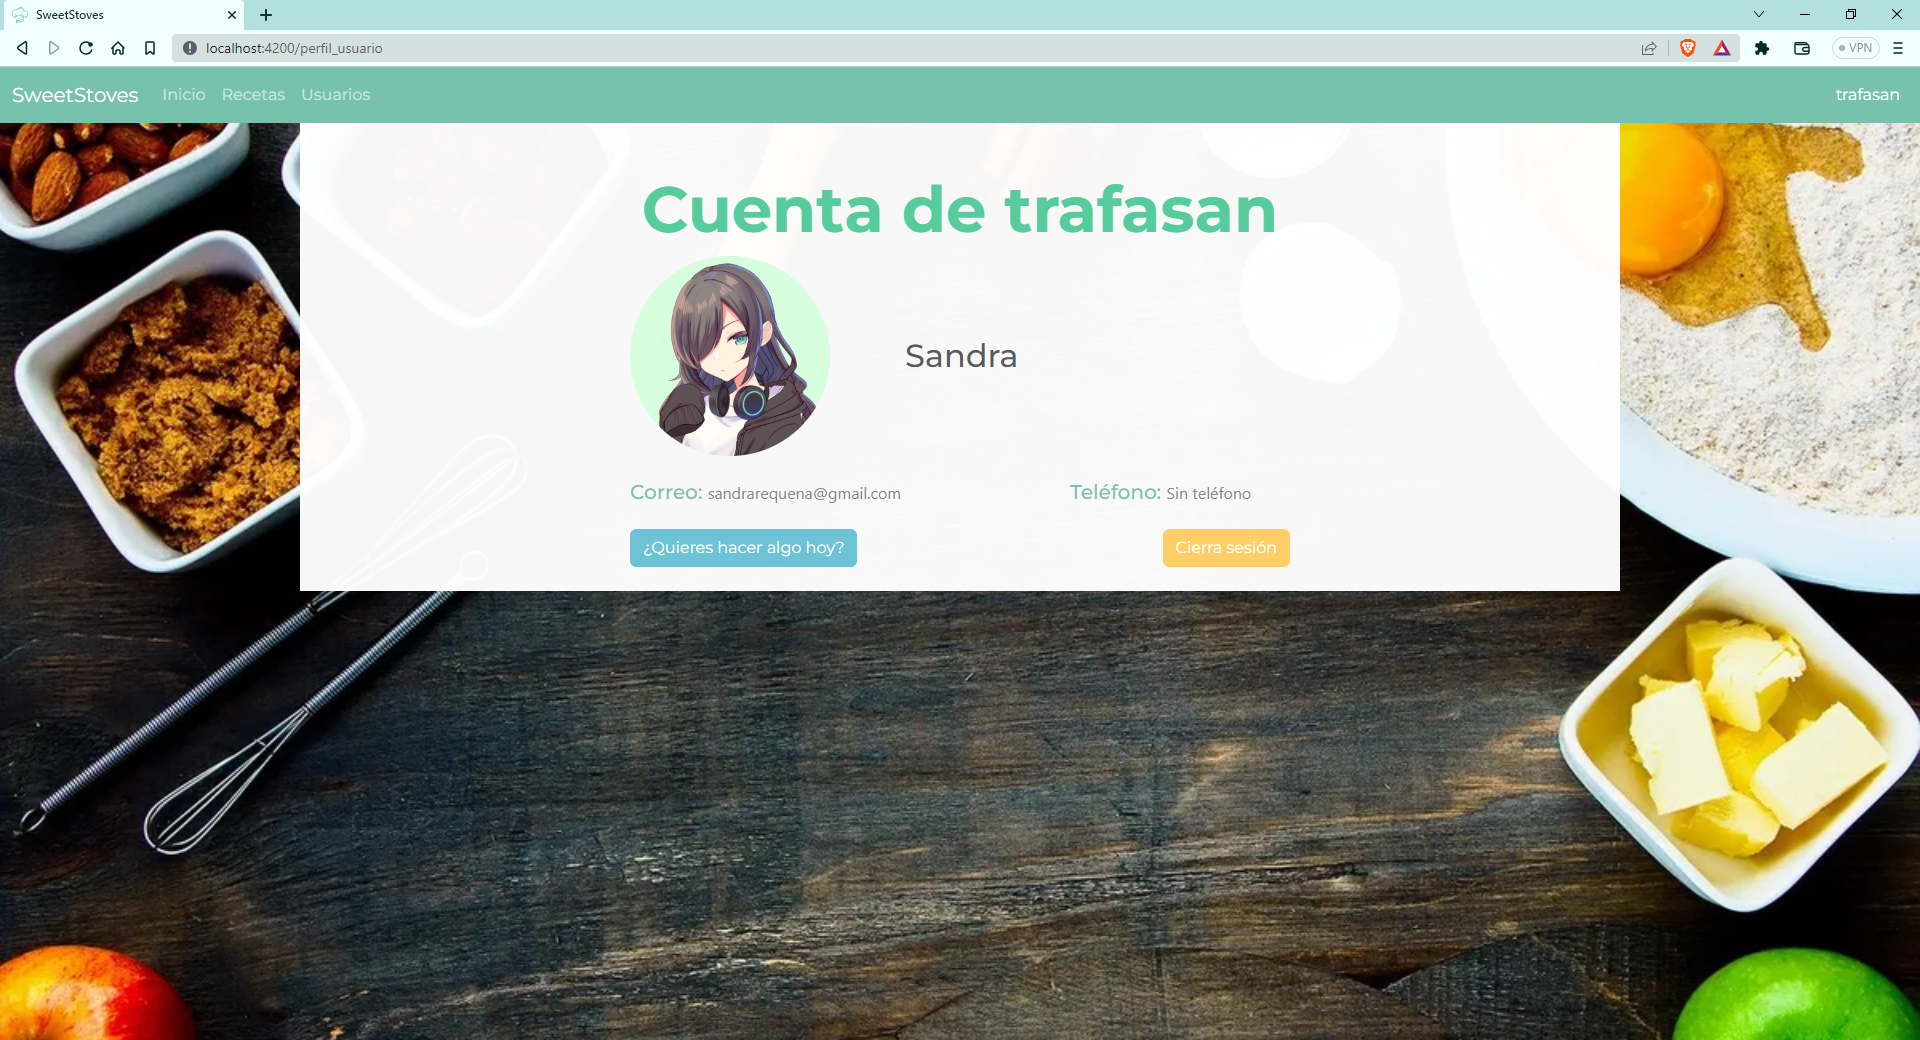 SweetStoves
localhost:4200/perfil_usuario
VPN
SweetStoves Inicio Recetas Usuarios trafasan
Cuenta de trafasan
Sandra
Correo: sandrarequena@gmail.com Teléfono: Sin teléfono
¿Quieres hacer algo hoy? Cierra sesión